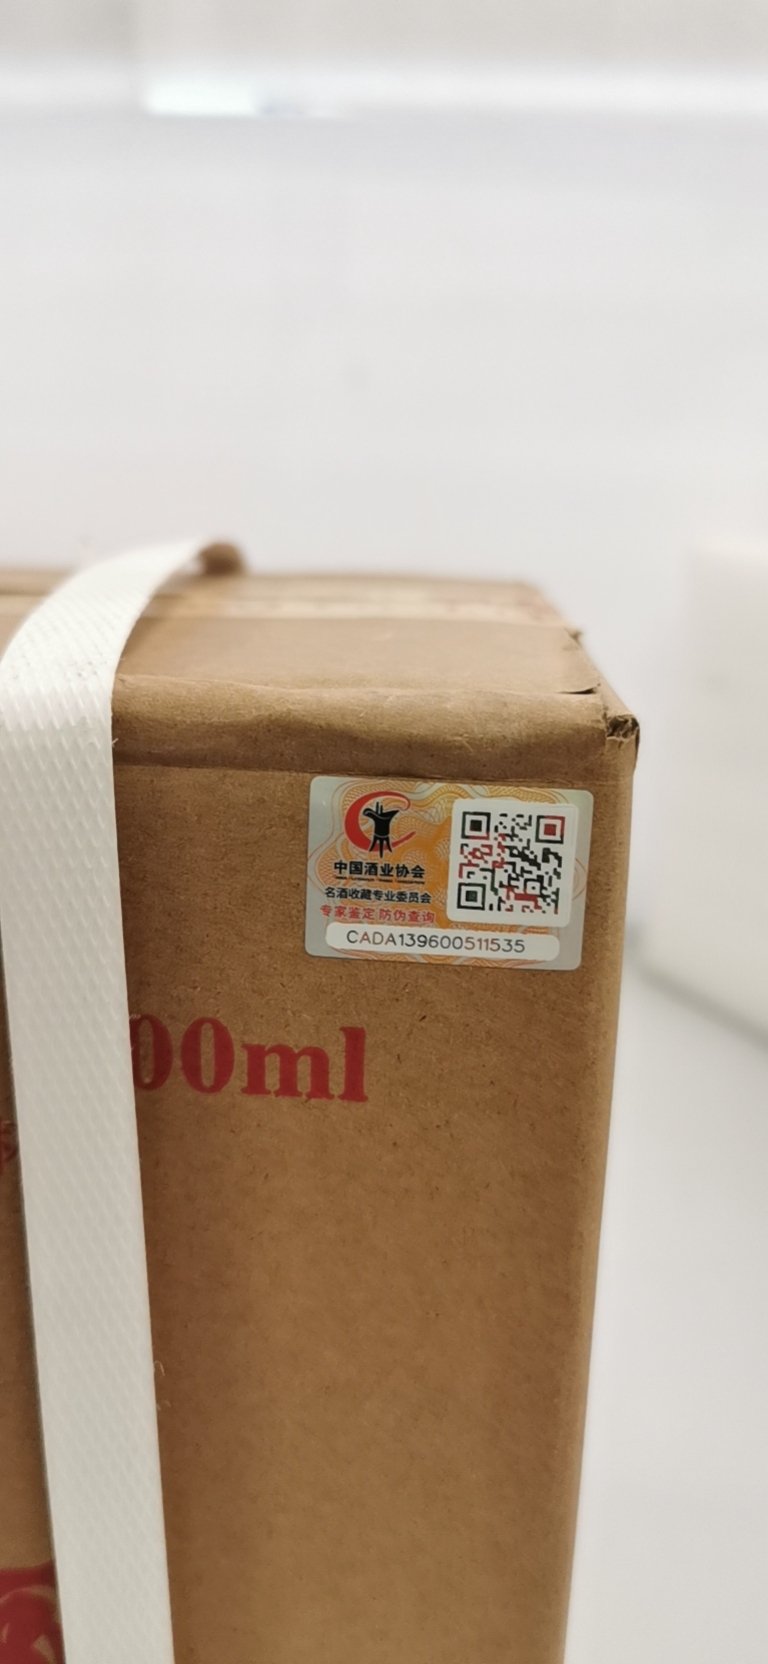 中国酒业协会
名酒收藏专业委员会
专家鉴定 防伪查询
CADA139600511535
00ml